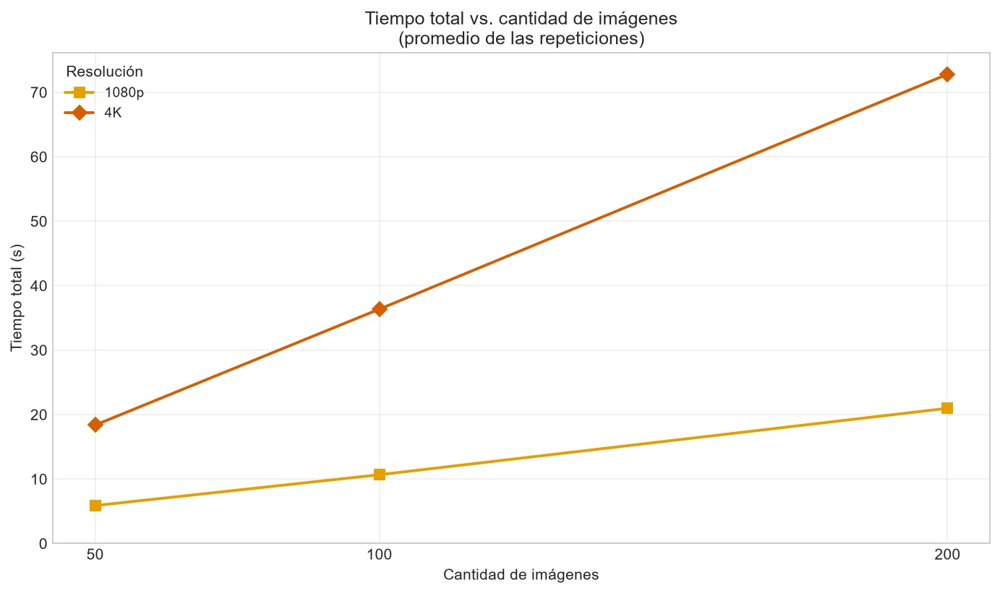 Tiempo total vs. cantidad de imágenes
(promedio de las repeticiones)
Resolución
1080p
4K
Tiempo total (s)
70
60
50
40
30
20
10
0
50
100
200
Cantidad de imágenes